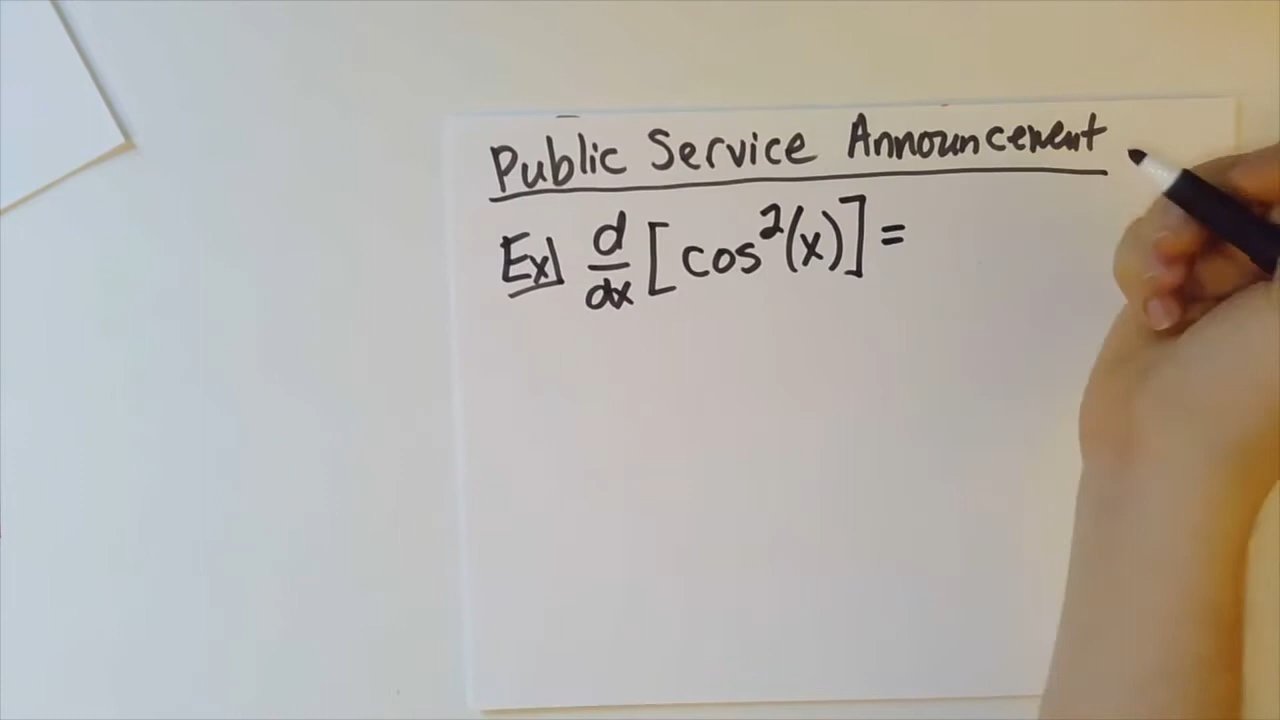 Public Service Announcement
Ex] d/dx [cos²(x)] =